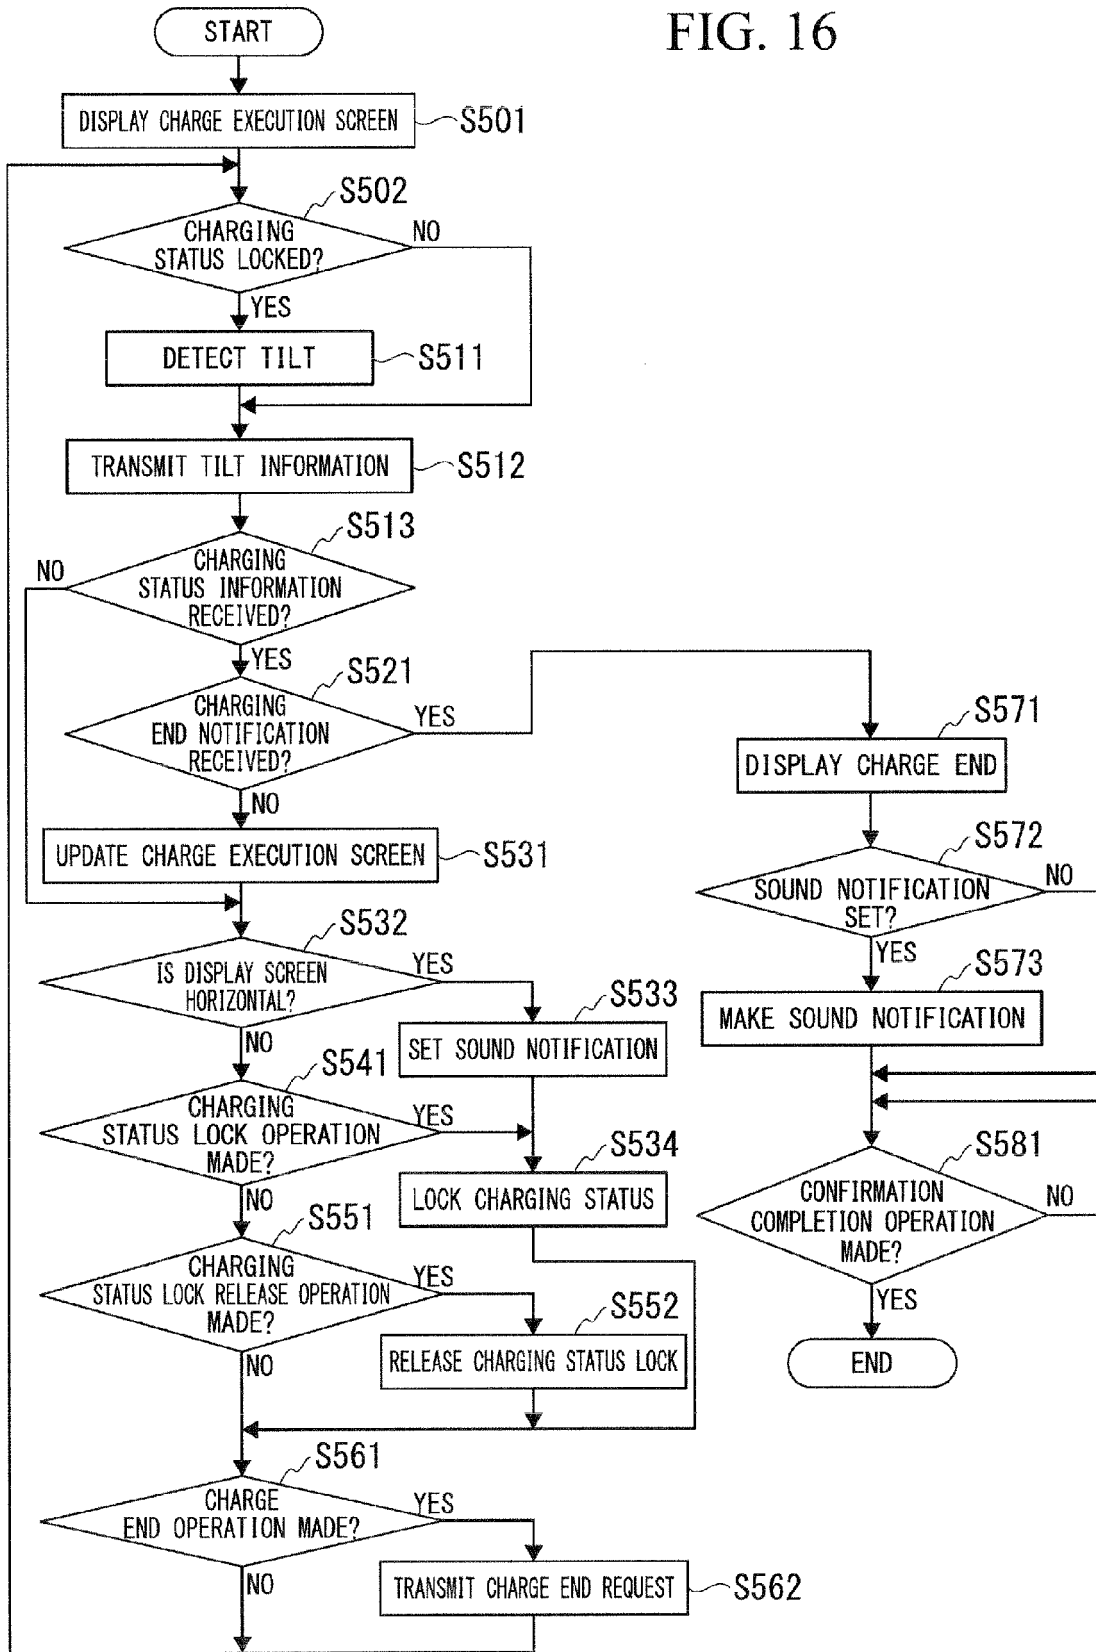 FIG. 16
START
DISPLAY CHARGE EXECUTION SCREEN
S501
S502
CHARGING
STATUS LOCKED?
NO
YES
DETECT TILT
S511
TRANSMIT TILT INFORMATION
S512
S513
CHARGING
STATUS INFORMATION
RECEIVED?
NO
YES
S521
CHARGING
END NOTIFICATION
RECEIVED?
YES
NO
UPDATE CHARGE EXECUTION SCREEN
S531
S532
IS DISPLAY SCREEN
HORIZONTAL?
YES
NO
S533
SET SOUND NOTIFICATION
S541
CHARGING
STATUS LOCK OPERATION
MADE?
YES
NO
S534
LOCK CHARGING STATUS
S551
CHARGING
STATUS LOCK RELEASE OPERATION
MADE?
YES
NO
S552
RELEASE CHARGING STATUS LOCK
S561
CHARGE
END OPERATION MADE?
YES
NO
TRANSMIT CHARGE END REQUEST
S562
S571
DISPLAY CHARGE END
S572
SOUND NOTIFICATION
SET?
NO
YES
S573
MAKE SOUND NOTIFICATION
S581
CONFIRMATION
COMPLETION OPERATION
MADE?
NO
YES
END